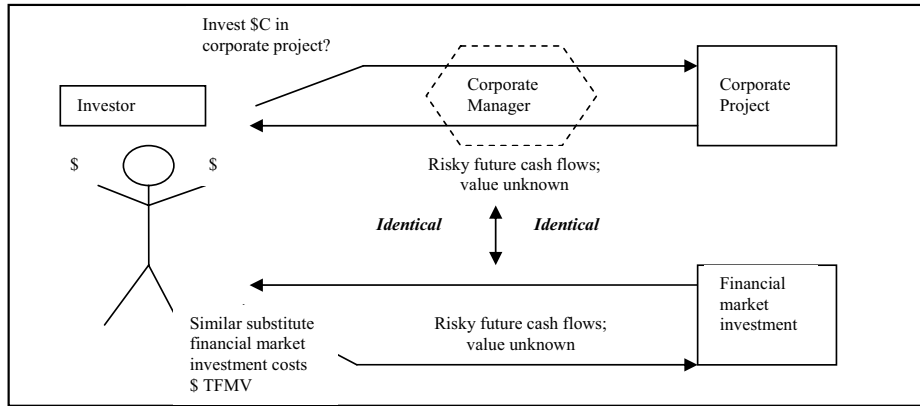 Invest $C in
corporate project?
Investor
Corporate
Manager
Corporate
Project
$ $
Risky future cash flows;
value unknown
Identical Identical
Financial
market
investment
Similar substitute
financial market
investment costs
$ TFMV
Risky future cash flows;
value unknown